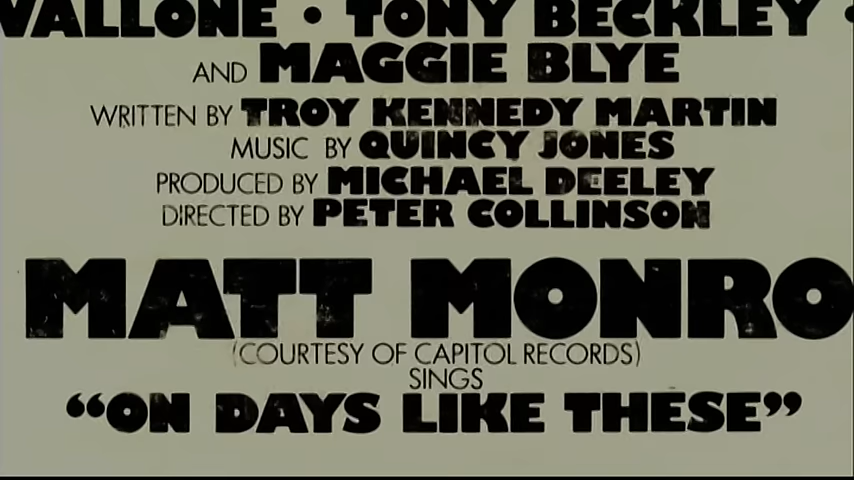 VALLONE • TONY BECKLEY •
AND MAGGIE BLYE
WRITTEN BY TROY KENNEDY MARTIN
MUSIC BY QUINCY JONES
PRODUCED BY MICHAEL DEELEY
DIRECTED BY PETER COLLINSON
MATT MONRO
(COURTESY OF CAPITOL RECORDS)
SINGS
“ON DAYS LIKE THESE”